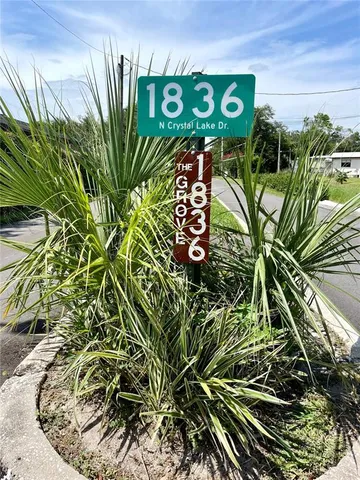 1836
N Crystal Lake Dr.
THE GROVE
1836